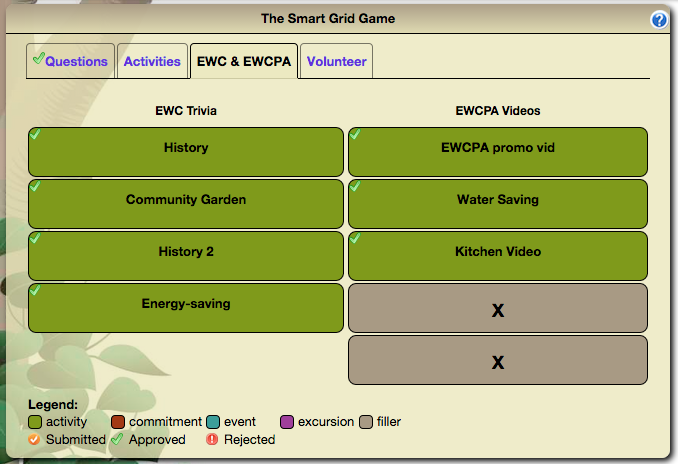 The Smart Grid Game
?
Questions Activities EWC & EWCPA Volunteer
EWC Trivia EWCPA Videos
History EWCPA promo vid
Community Garden Water Saving
History 2 Kitchen Video
Energy-saving X
X
Legend:
activity commitment event excursion filler
Submitted Approved ! Rejected